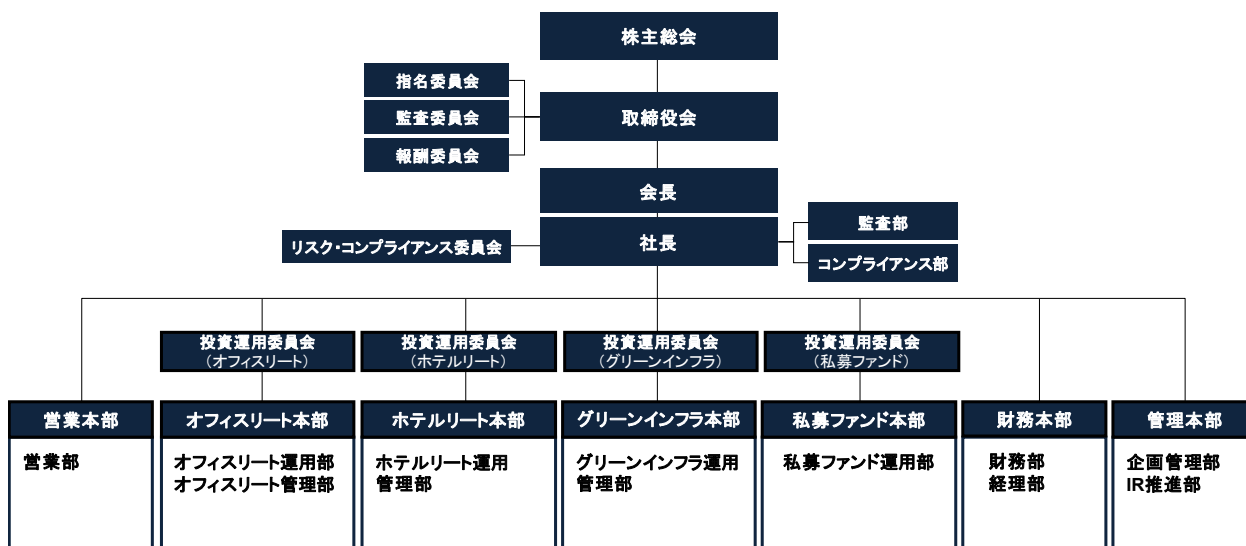 株主総会
指名委員会
監査委員会
報酬委員会
取締役会
会長
社長
リスク・コンプライアンス委員会
監査部
コンプライアンス部
投資運用委員会
（オフィスリート）
投資運用委員会
（ホテルリート）
投資運用委員会
（グリーンインフラ）
投資運用委員会
（私募ファンド）
営業本部
営業部
オフィスリート本部
オフィスリート運用部
オフィスリート管理部
ホテルリート本部
ホテルリート運用
管理部
グリーンインフラ本部
グリーンインフラ運用
管理部
私募ファンド本部
私募ファンド運用部
財務本部
財務部
経理部
管理本部
企画管理部
IR推進部